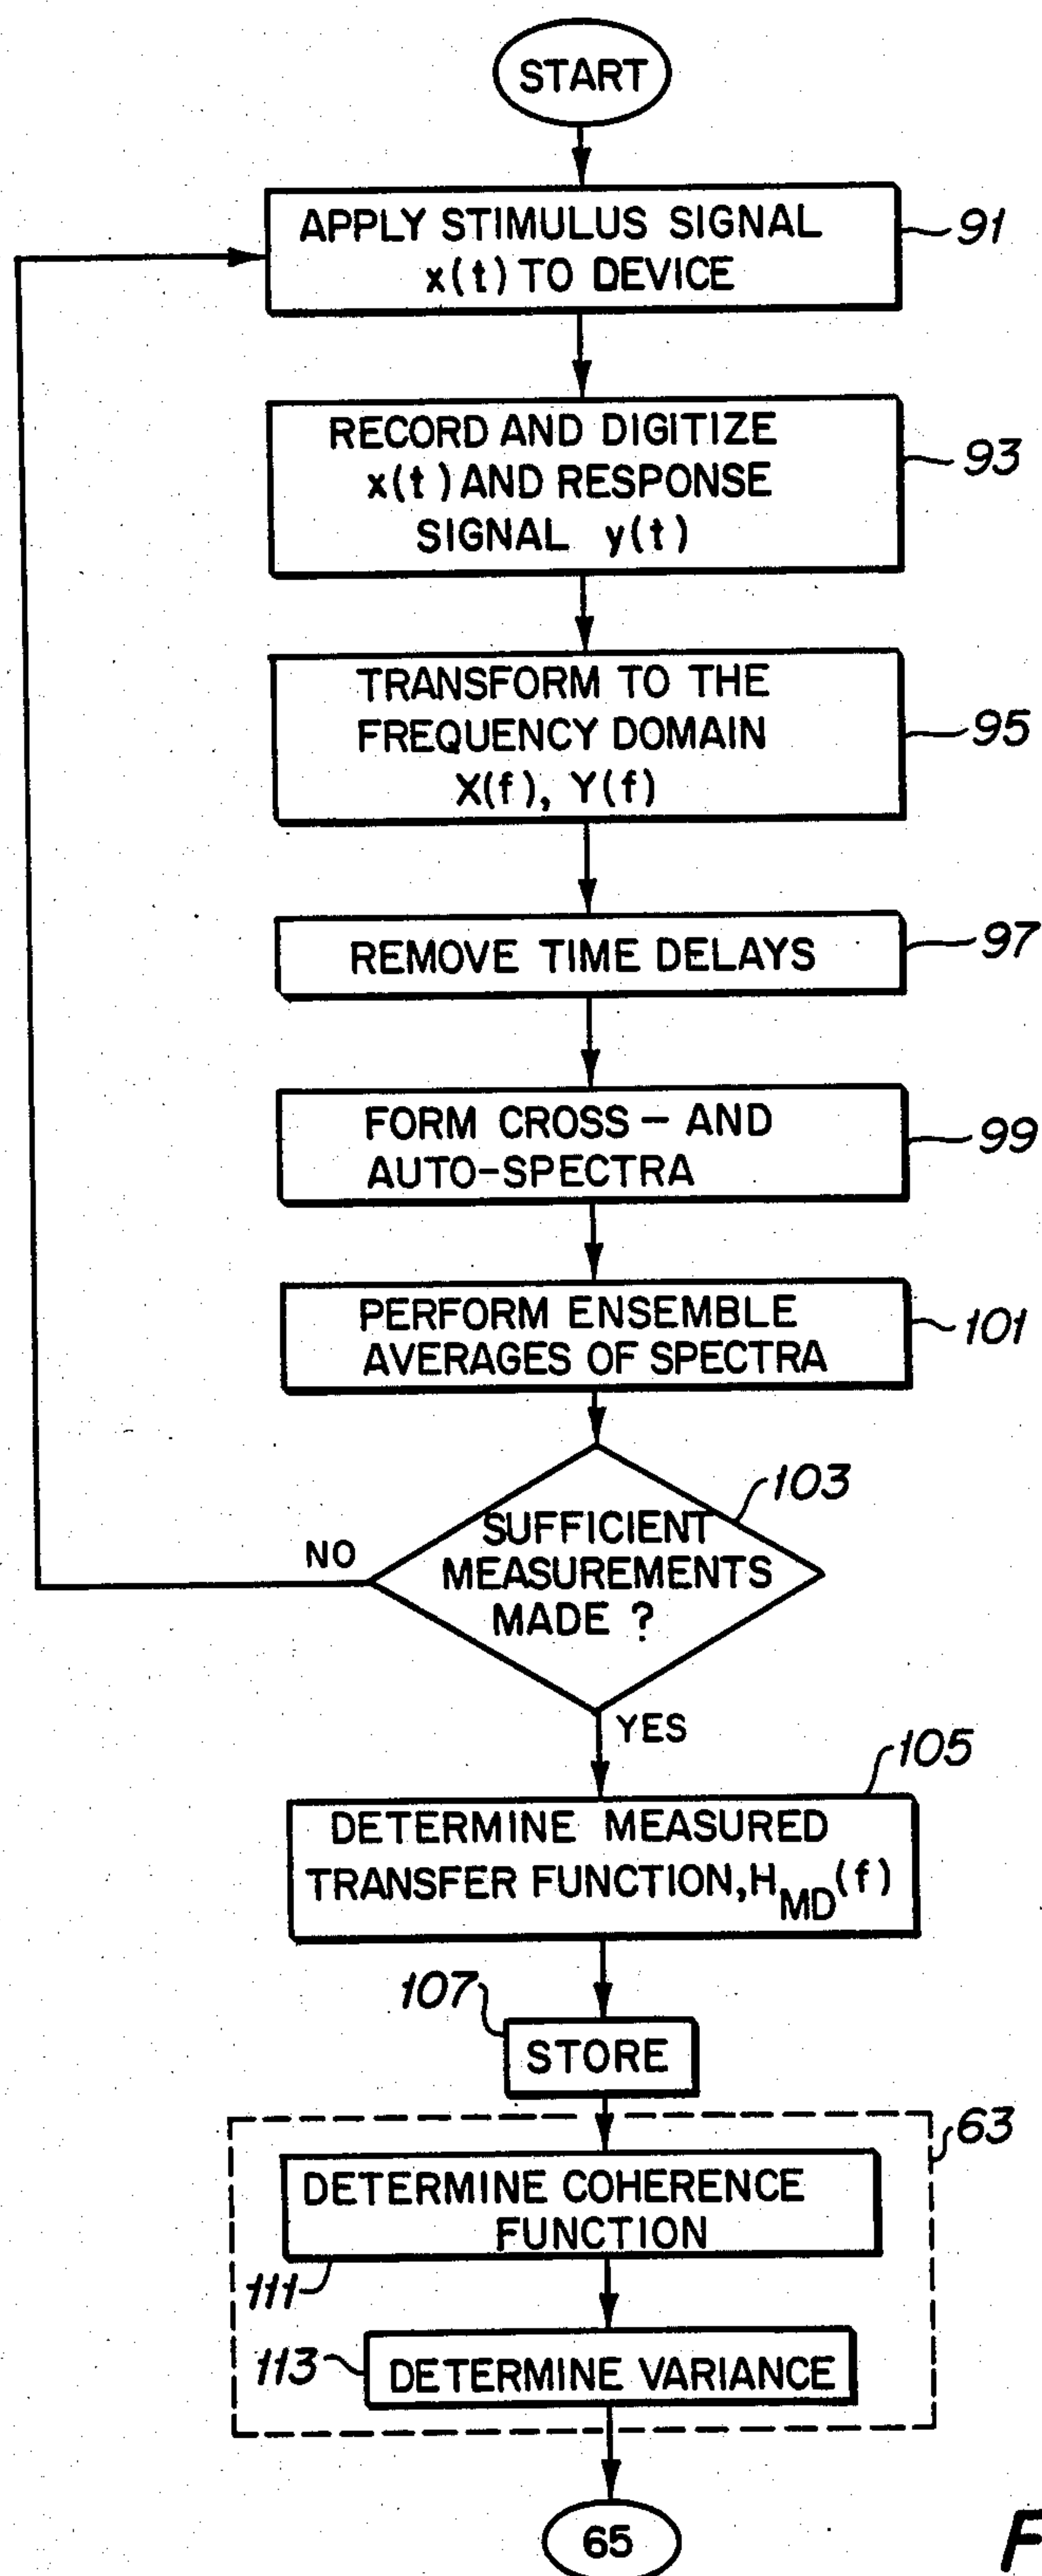 START
APPLY STIMULUS SIGNAL
x(t) TO DEVICE
91
RECORD AND DIGITIZE
x(t) AND RESPONSE
SIGNAL y(t)
93
TRANSFORM TO THE
FREQUENCY DOMAIN
X(f), Y(f)
95
REMOVE TIME DELAYS
97
FORM CROSS – AND
AUTO-SPECTRA
99
PERFORM ENSEMBLE
AVERAGES OF SPECTRA
101
103
SUFFICIENT
MEASUREMENTS
MADE ?
NO
YES
105
DETERMINE MEASURED
TRANSFER FUNCTION, H_MD(f)
107
STORE
63
DETERMINE COHERENCE
FUNCTION
111
113
DETERMINE VARIANCE
65